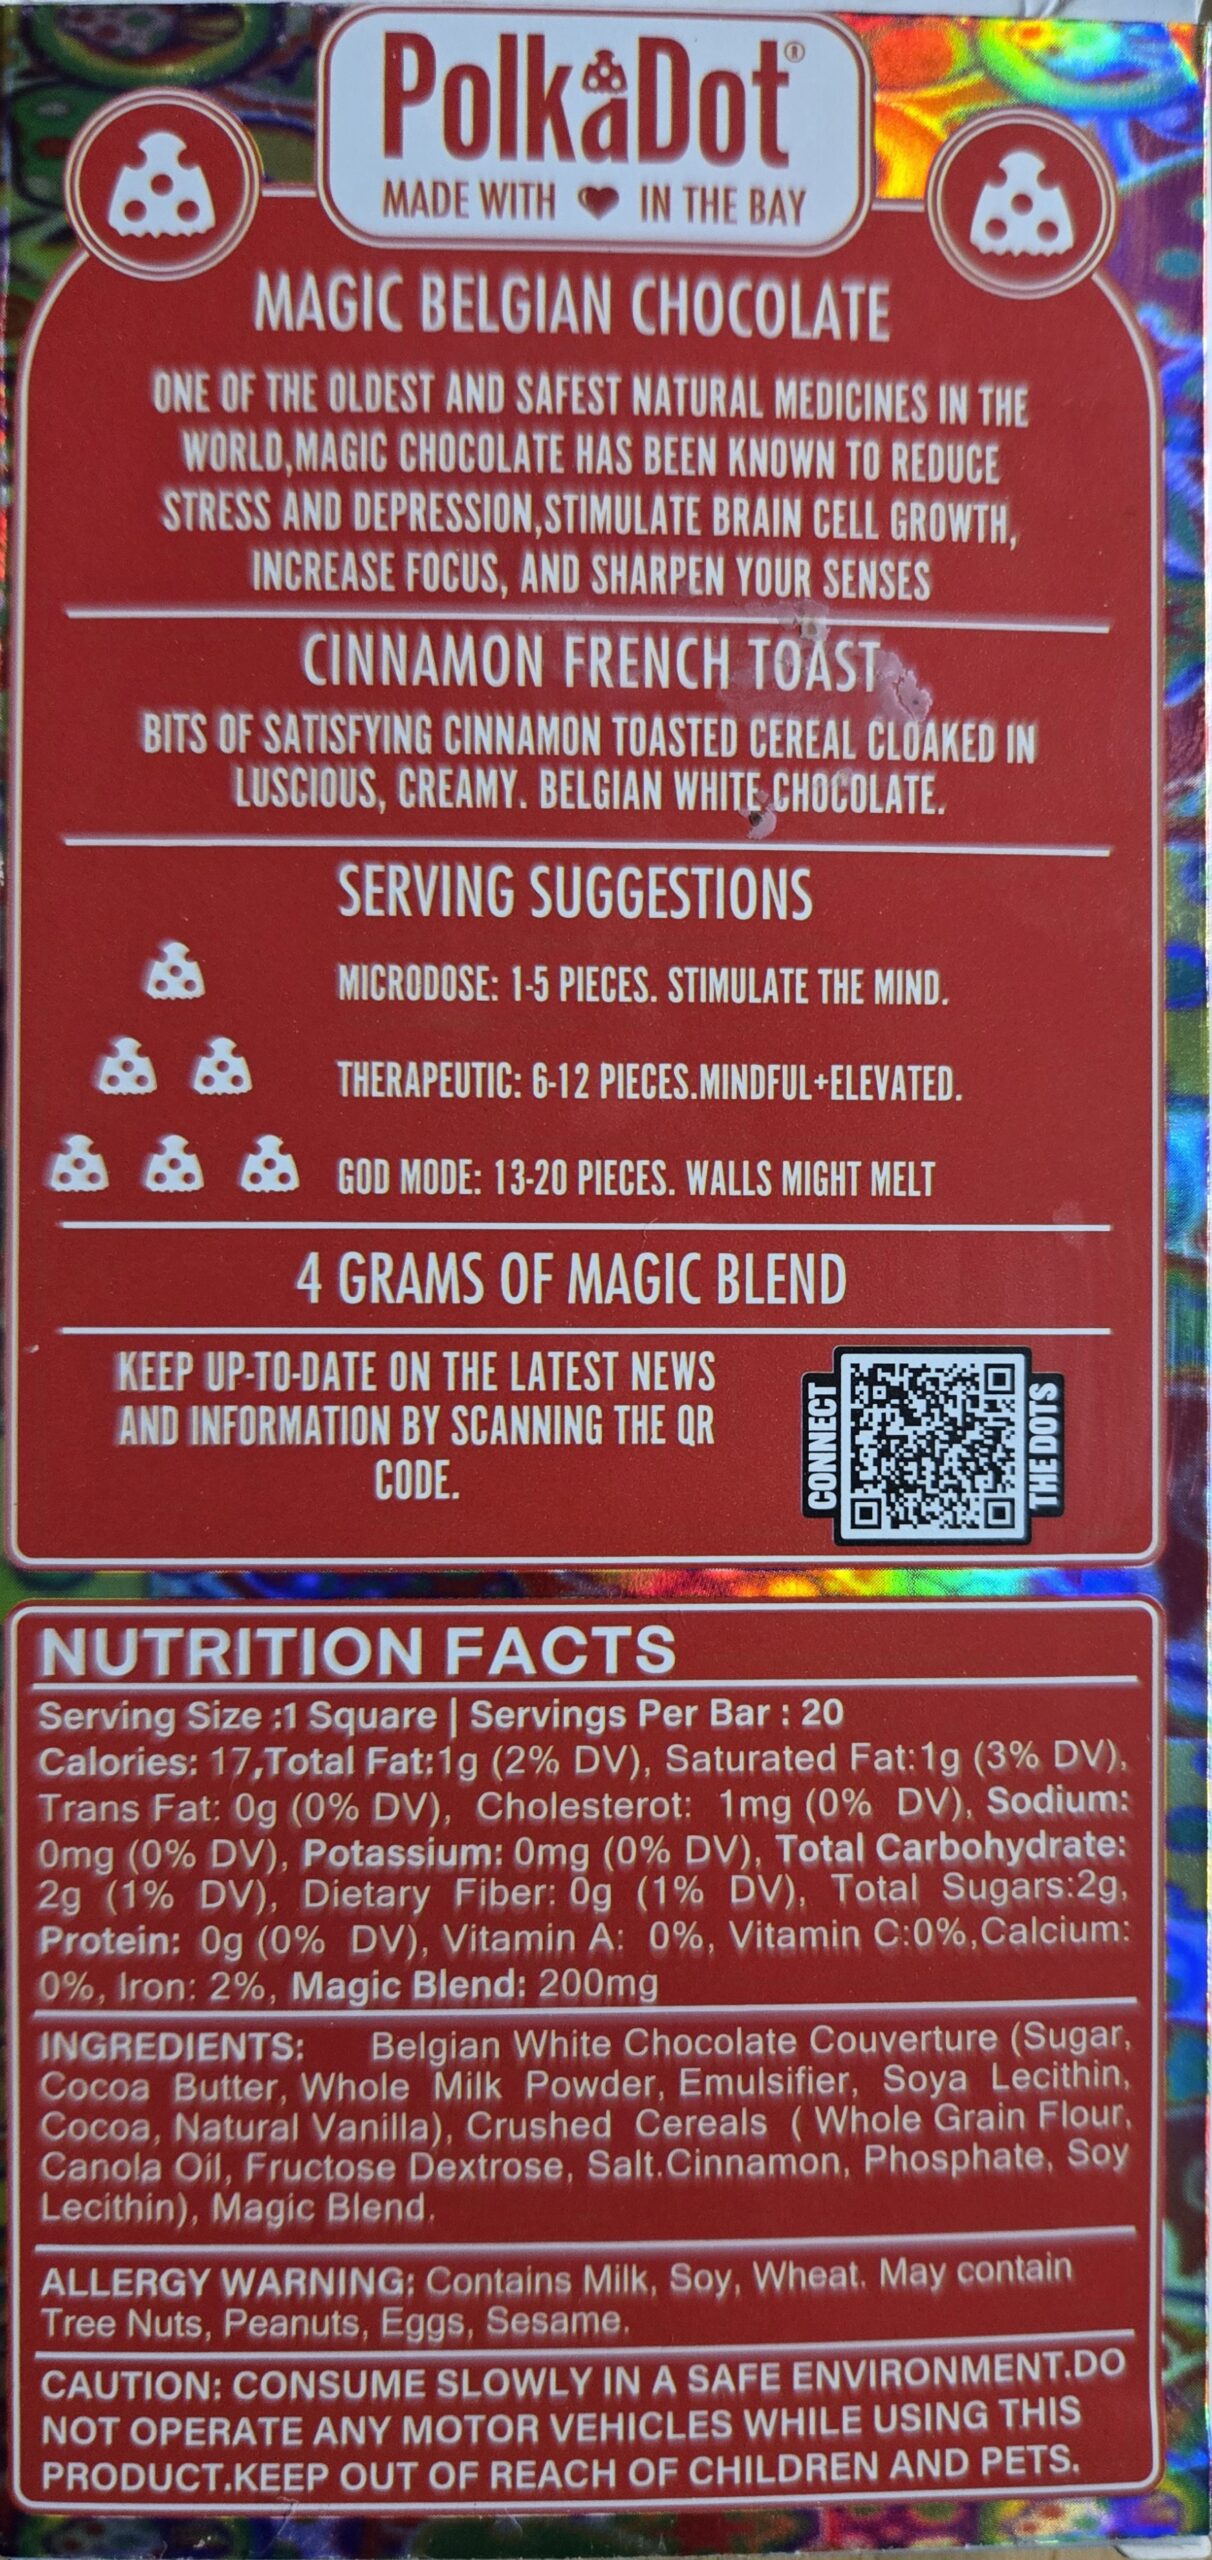 PolkaDot®
MADE WITH ❤ IN THE BAY
MAGIC BELGIAN CHOCOLATE
ONE OF THE OLDEST AND SAFEST NATURAL MEDICINES IN THE
WORLD,MAGIC CHOCOLATE HAS BEEN KNOWN TO REDUCE
STRESS AND DEPRESSION,STIMULATE BRAIN CELL GROWTH,
INCREASE FOCUS, AND SHARPEN YOUR SENSES
CINNAMON FRENCH TOAST
BITS OF SATISFYING CINNAMON TOASTED CEREAL CLOAKED IN
LUSCIOUS, CREAMY. BELGIAN WHITE CHOCOLATE.
SERVING SUGGESTIONS
MICRODOSE: 1-5 PIECES. STIMULATE THE MIND.
THERAPEUTIC: 6-12 PIECES.MINDFUL+ELEVATED.
GOD MODE: 13-20 PIECES. WALLS MIGHT MELT
4 GRAMS OF MAGIC BLEND
KEEP UP-TO-DATE ON THE LATEST NEWS
AND INFORMATION BY SCANNING THE QR
CODE.
CONNECT
THE DOTS
NUTRITION FACTS
Serving Size :1 Square | Servings Per Bar : 20
Calories: 17,Total Fat:1g (2% DV), Saturated Fat:1g (3% DV),
Trans Fat: 0g (0% DV), Cholesterot: 1mg (0% DV), Sodium:
0mg (0% DV), Potassium: 0mg (0% DV), Total Carbohydrate:
2g (1% DV), Dietary Fiber: 0g (1% DV), Total Sugars:2g,
Protein: 0g (0% DV), Vitamin A: 0%, Vitamin C:0%,Calcium:
0%, Iron: 2%, Magic Blend: 200mg
INGREDIENTS: Belgian White Chocolate Couverture (Sugar,
Cocoa Butter, Whole Milk Powder, Emulsifier, Soya Lecithin,
Cocoa, Natural Vanilla), Crushed Cereals ( Whole Grain Flour,
Canola Oil, Fructose Dextrose, Salt.Cinnamon, Phosphate, Soy
Lecithin), Magic Blend.
ALLERGY WARNING: Contains Milk, Soy, Wheat. May contain
Tree Nuts, Peanuts, Eggs, Sesame.
CAUTION: CONSUME SLOWLY IN A SAFE ENVIRONMENT.DO
NOT OPERATE ANY MOTOR VEHICLES WHILE USING THIS
PRODUCT.KEEP OUT OF REACH OF CHILDREN AND PETS.